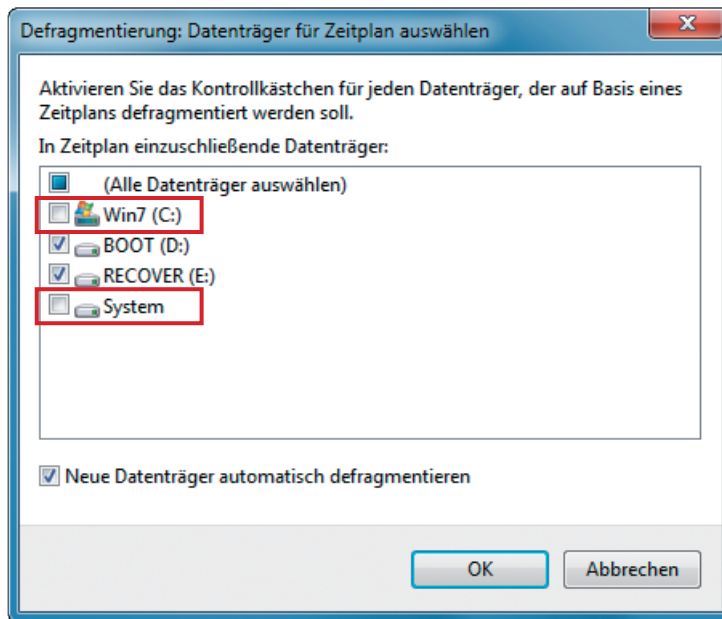 Defragmentierung: Datenträger für Zeitplan auswählen
Aktivieren Sie das Kontrollkästchen für jeden Datenträger, der auf Basis eines
Zeitplans defragmentiert werden soll.
In Zeitplan einzuschließende Datenträger:
(Alle Datenträger auswählen)
Win7 (C:)
BOOT (D:)
RECOVER (E:)
System
Neue Datenträger automatisch defragmentieren
OK
Abbrechen